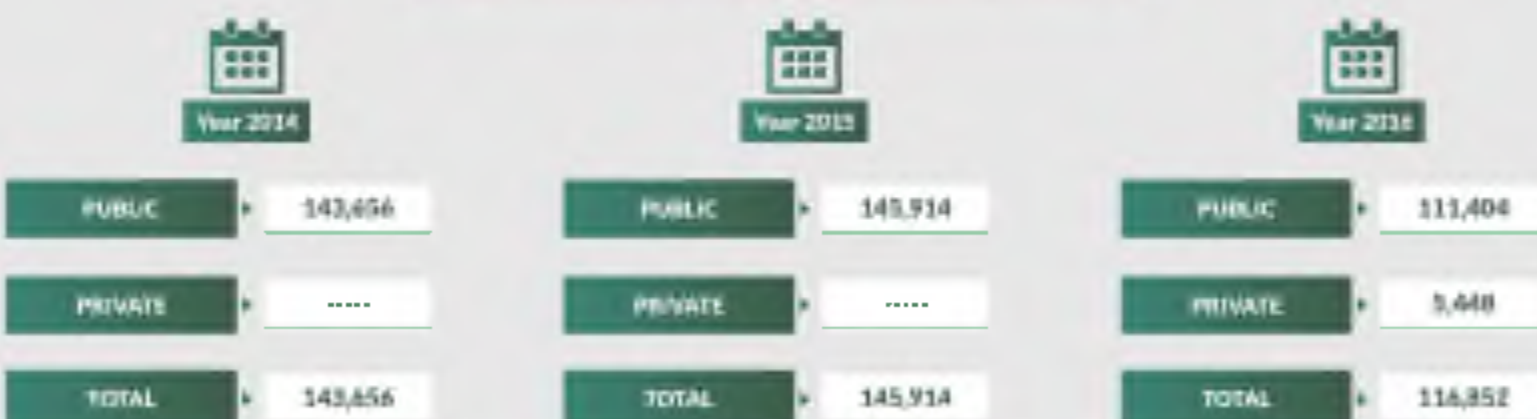 Year 2014
Year 2015
Year 2016
PUBLIC 143,656
PUBLIC 145,914
PUBLIC 111,404
PRIVATE -----
PRIVATE -----
PRIVATE 5,448
TOTAL 143,656
TOTAL 145,914
TOTAL 116,852